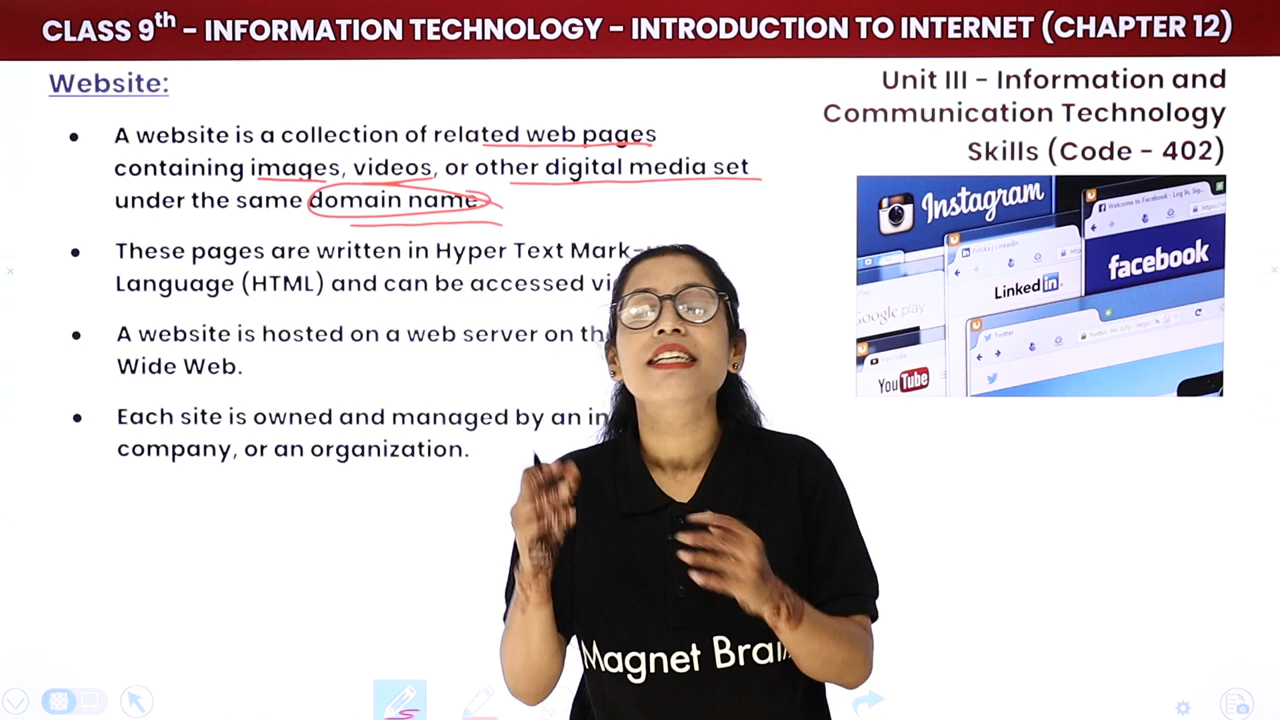 CLASS 9th - INFORMATION TECHNOLOGY - INTRODUCTION TO INTERNET (CHAPTER 12)
Website:
• A website is a collection of related web pages
containing images, videos, or other digital media set
under the same domain name
• These pages are written in Hyper Text Mark-
Language (HTML) and can be accessed vi
• A website is hosted on a web server on th
Wide Web.
• Each site is owned and managed by an in
company, or an organization.
Unit III - Information and
Communication Technology
Skills (Code - 402)
Instagram
facebook
Linked in
Google play
Twitter
YouTube
Magnet Brai